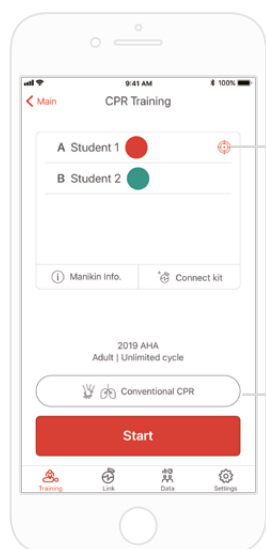 9:41 AM
100%
Main
CPR Training
A Student 1
B Student 2
Manikin Info.
Connect kit
2019 AHA
Adult | Unlimited cycle
Conventional CPR
Start
Training
Link
Data
Settings